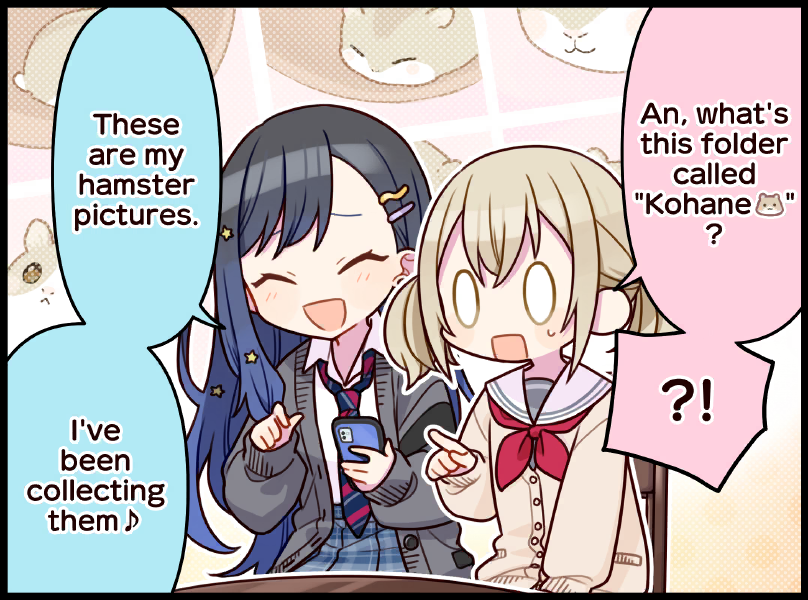 An, what's
this folder
called
"Kohane🐹"
?
?!
These
are my
hamster
pictures.
I've
been
collecting
them♪